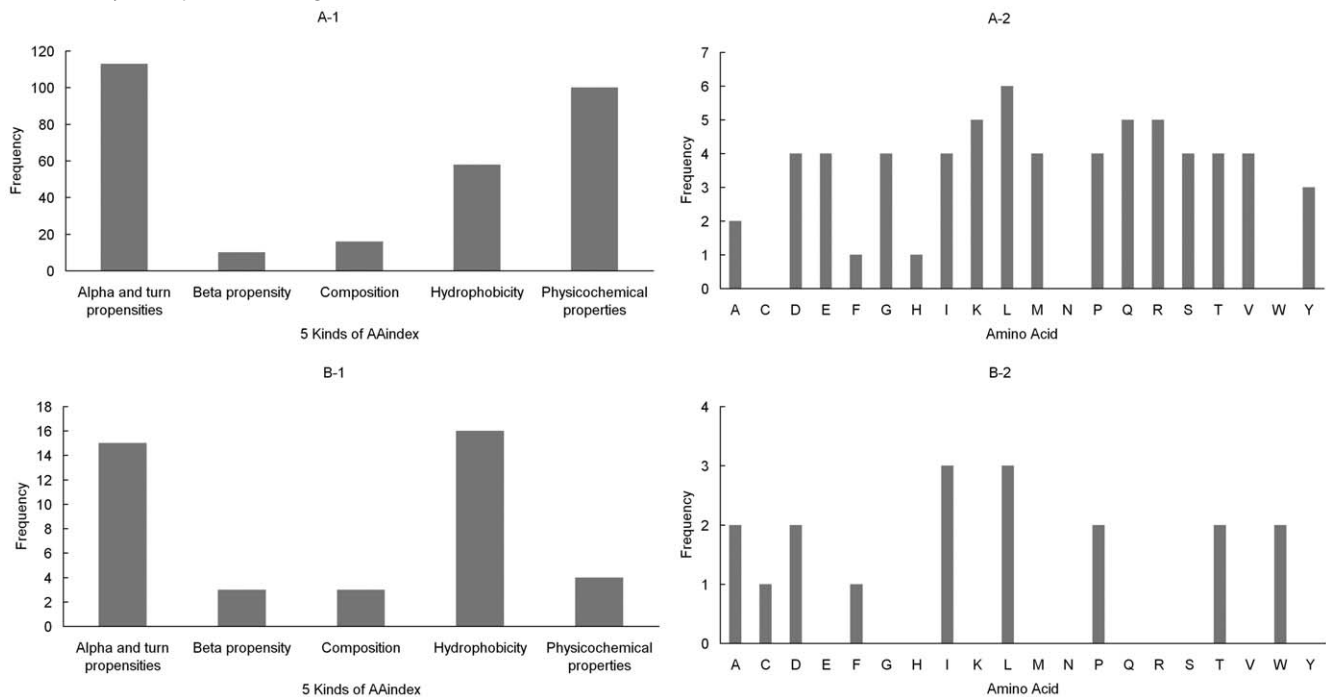 A-1
120
100
80
60
40
20
0
Frequency
Alpha and turn
propensities
Beta propensity
Composition
Hydrophobicity
Physicochemical
properties
5 Kinds of AAindex
A-2
7
6
5
4
3
2
1
0
Frequency
A C D E F G H I K L M N P Q R S T V W Y
Amino Acid
B-1
18
16
14
12
10
8
6
4
2
0
Frequency
Alpha and turn
propensities
Beta propensity
Composition
Hydrophobicity
Physicochemical
properties
5 Kinds of AAindex
B-2
4
3
2
1
0
Frequency
A C D E F G H I K L M N P Q R S T V W Y
Amino Acid